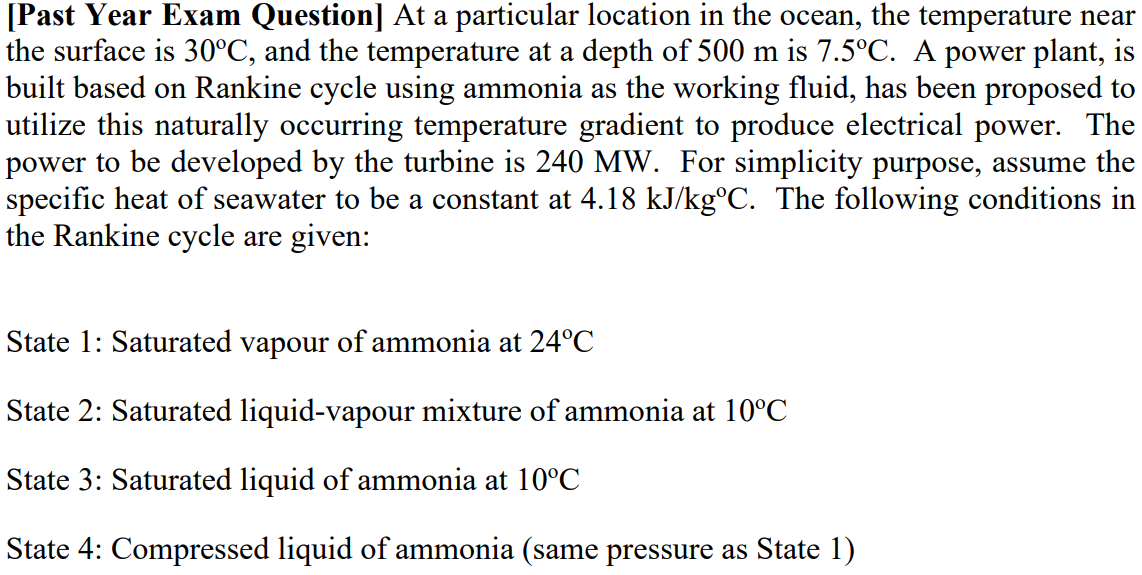 [Past Year Exam Question] At a particular location in the ocean, the temperature near
the surface is 30ºC, and the temperature at a depth of 500 m is 7.5ºC. A power plant, is
built based on Rankine cycle using ammonia as the working fluid, has been proposed to
utilize this naturally occurring temperature gradient to produce electrical power. The
power to be developed by the turbine is 240 MW. For simplicity purpose, assume the
specific heat of seawater to be a constant at 4.18 kJ/kgºC. The following conditions in
the Rankine cycle are given:
State 1: Saturated vapour of ammonia at 24ºC
State 2: Saturated liquid-vapour mixture of ammonia at 10ºC
State 3: Saturated liquid of ammonia at 10ºC
State 4: Compressed liquid of ammonia (same pressure as State 1)